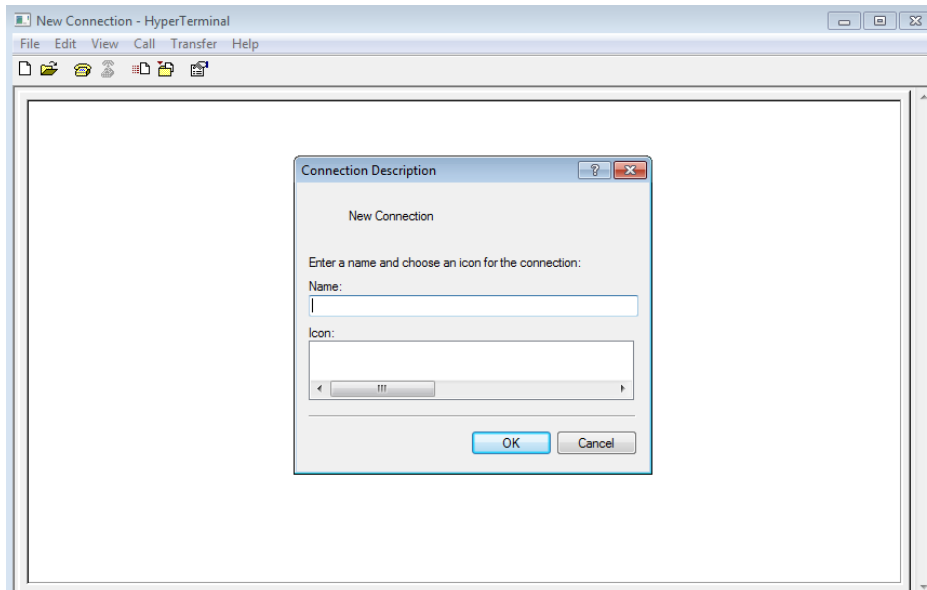 New Connection - HyperTerminal
File Edit View Call Transfer Help
Connection Description
New Connection
Enter a name and choose an icon for the connection:
Name:
Icon:
OK Cancel